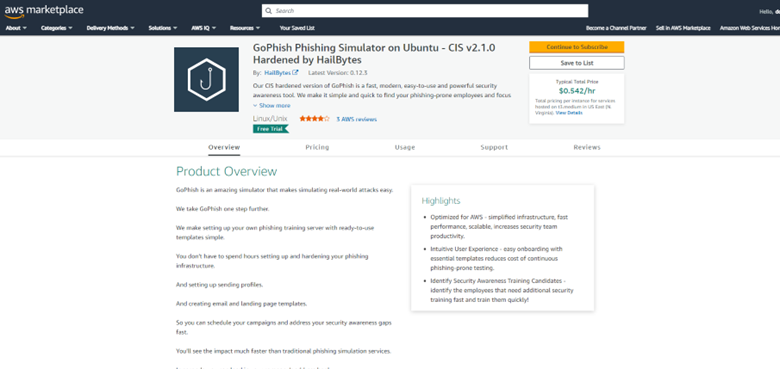 aws marketplace
Search
Hello,
About
Categories
Delivery Methods
Solutions
AWS IQ
Resources
Your Saved List
Become a Channel Partner
Sell in AWS Marketplace
Amazon Web Services Home
GoPhish Phishing Simulator on Ubuntu - CIS v2.1.0
Hardened by HailBytes
By: HailBytes Latest Version: 0.12.3
Our CIS hardened version of GoPhish is a fast, modern, easy-to-use and powerful security
awareness tool. We make it simple and quick to find your phishing-prone employees and focus
Show more
Linux/Unix
3 AWS reviews
Free Trial
Continue to Subscribe
Save to List
Typical Total Price
$0.542/hr
Total pricing per instance for services
hosted on t3.medium in US East (N.
Virginia). View Details
Overview
Pricing
Usage
Support
Reviews
Product Overview
GoPhish is an amazing simulator that makes simulating real-world attacks easy.
We take GoPhish one step further.
We make setting up your own phishing training server with ready-to-use
templates simple.
You don't have to spend hours setting up and hardening your phishing
infrastructure.
And setting up sending profiles.
And creating email and landing page templates.
So you can schedule your campaigns and address your security awareness gaps
fast.
You'll see the impact much faster than traditional phishing simulation services.
Highlights
• Optimized for AWS - simplified infrastructure, fast
performance, scalable, increases security team
productivity.
• Intuitive User Experience - easy onboarding with
essential templates reduces cost of continuous
phishing-prone testing.
• Identify Security Awareness Training Candidates -
identify the employees that need additional security
training fast and train them quickly!